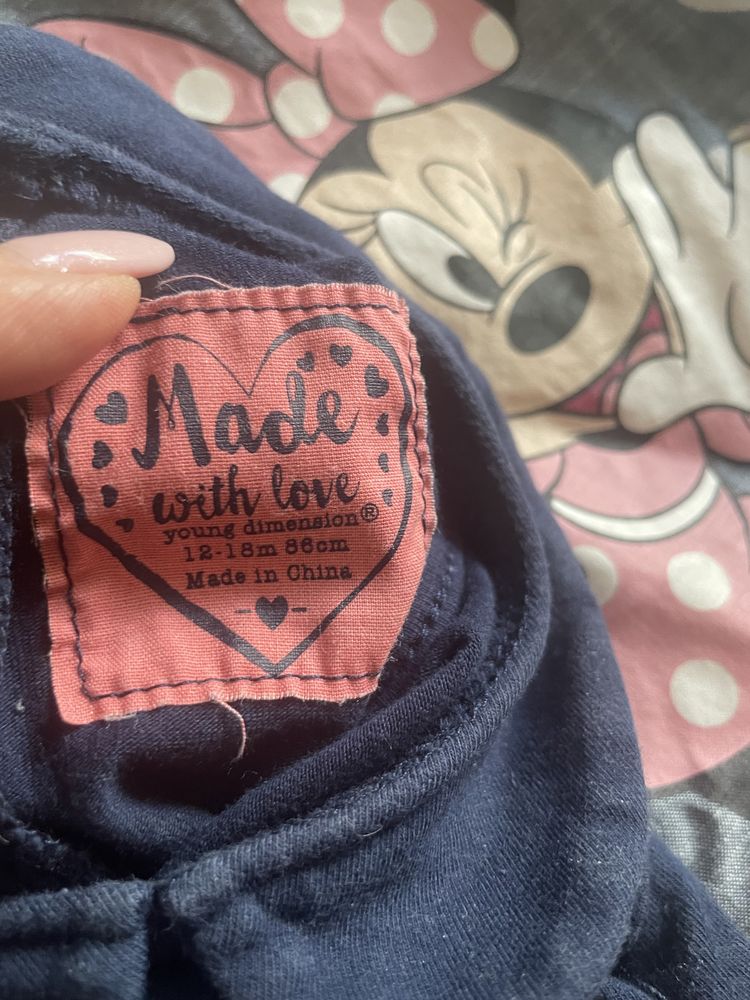 Made
with love
young dimension®
12-18m 86cm
Made in China